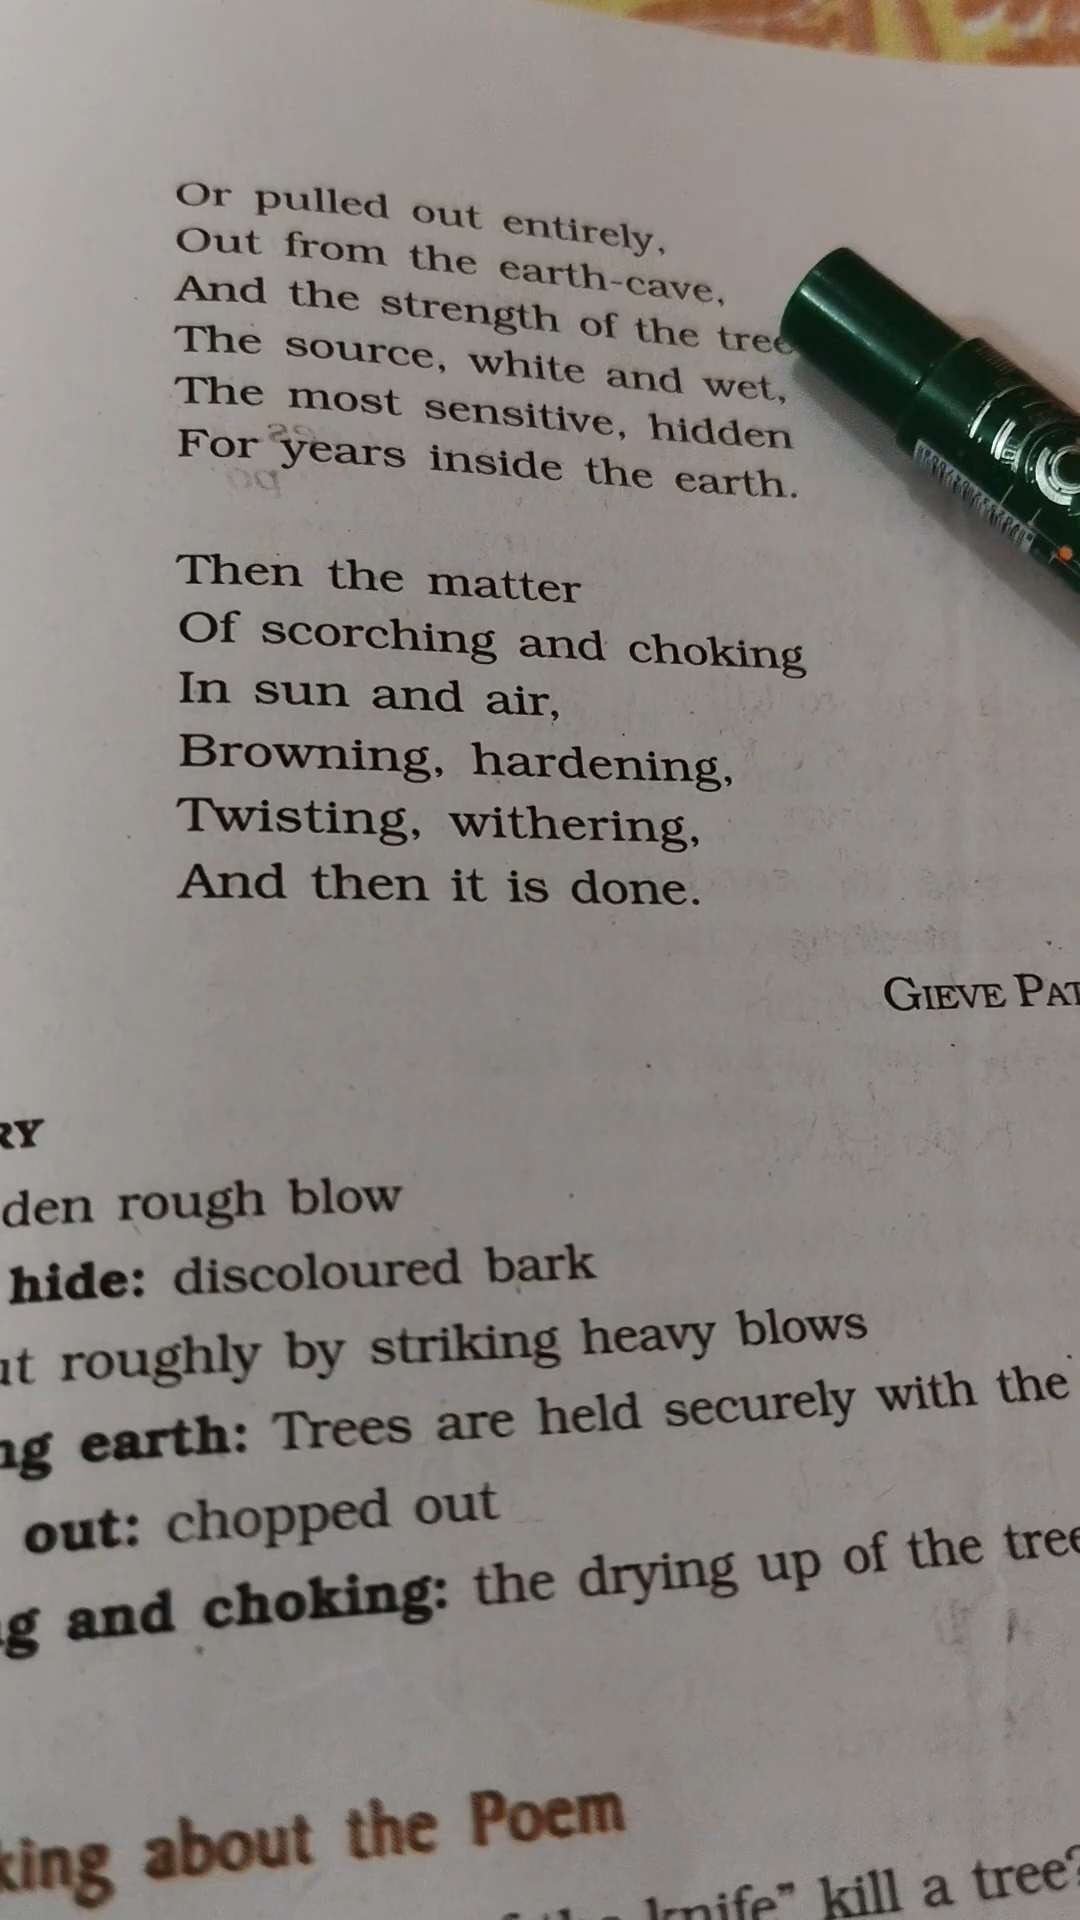 Or pulled out entirely,
Out from the earth-cave,
And the strength of the tree
The source, white and wet,
The most sensitive, hidden
For years inside the earth.
Then the matter
Of scorching and choking
In sun and air,
Browning, hardening,
Twisting, withering,
And then it is done.
GIEVE PAT
RY
den rough blow
hide: discoloured bark
roughly by striking heavy blows
ng earth: Trees are held securely with the
out: chopped out
g and choking: the drying up of the tree
king about the Poem
knife" kill a tree?